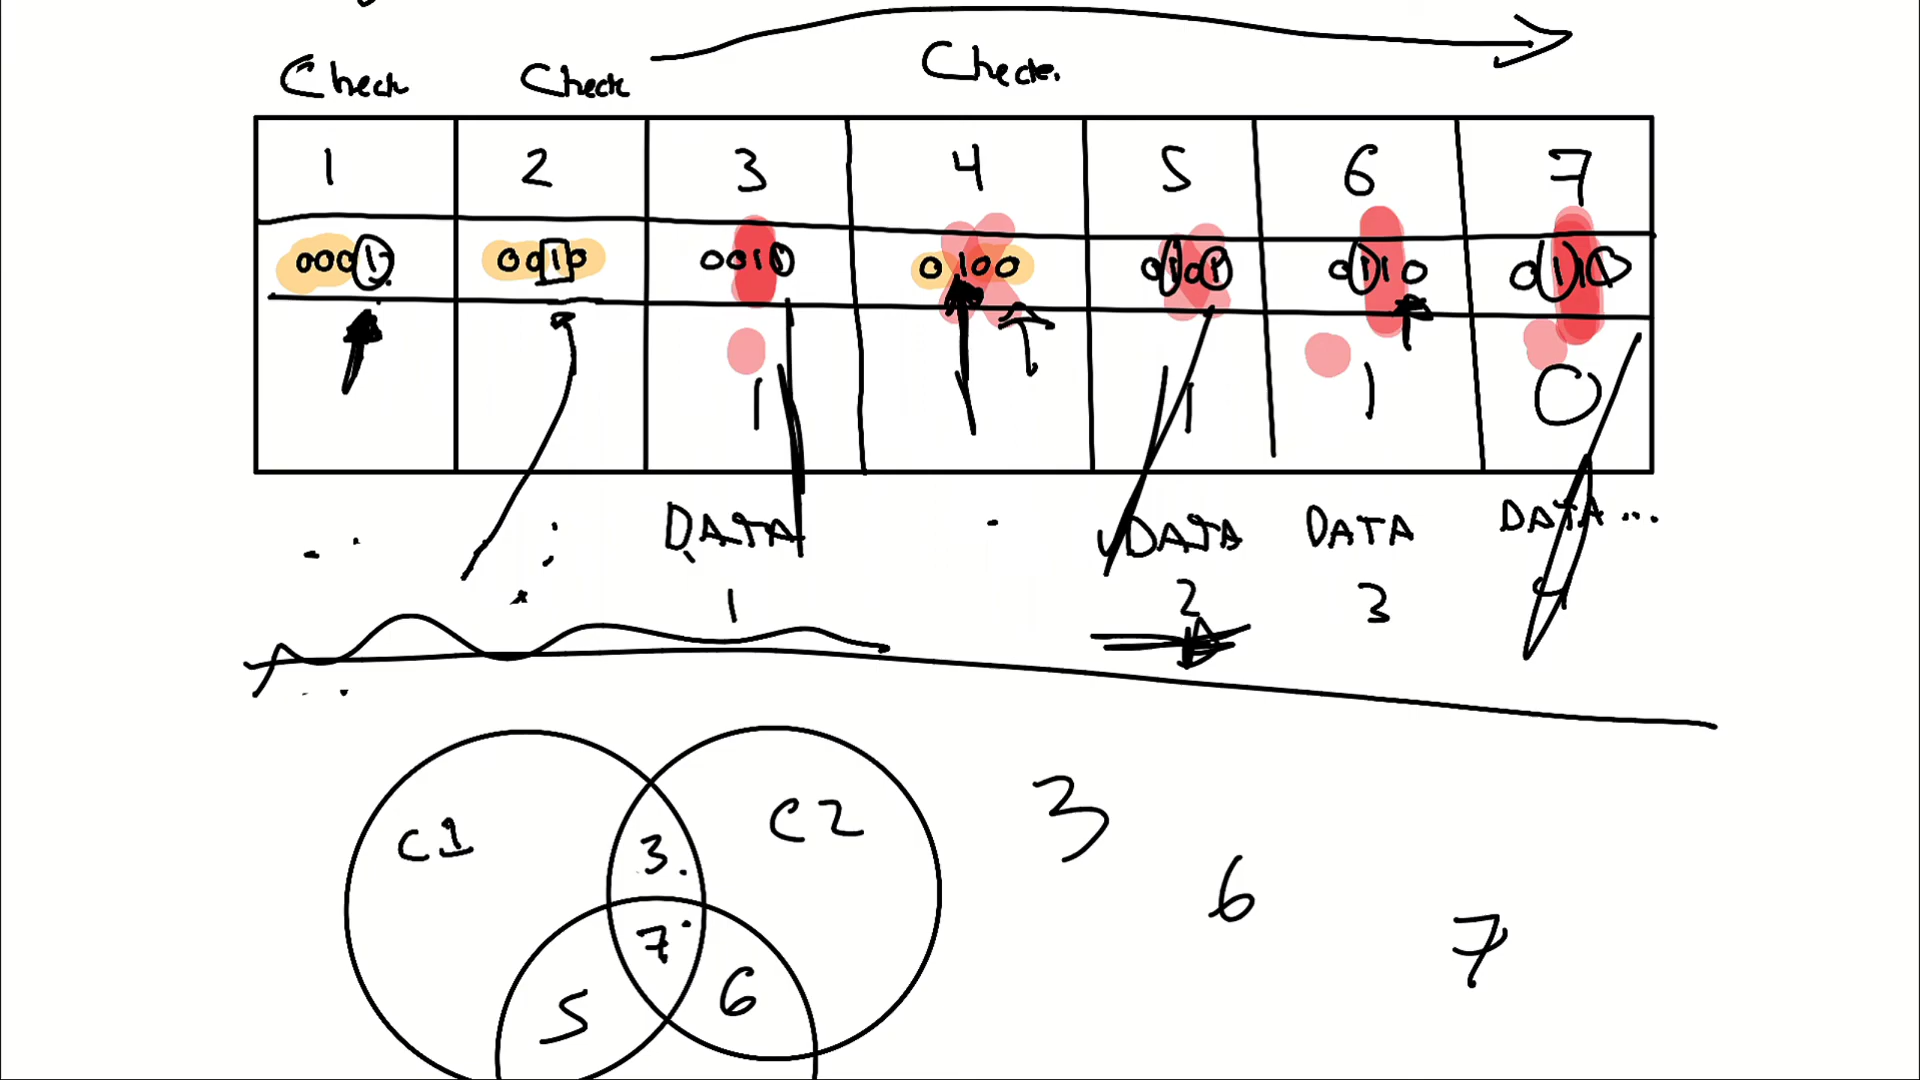 Check Check Check.
1 2 3 4 5 6 7
0001 0010 0011 0100 0101 0110 0111
1 1 1 0
DATA DATA DATA DATA...
1 2 3 4
C1 C2
3. 3
7 6
5 6 7